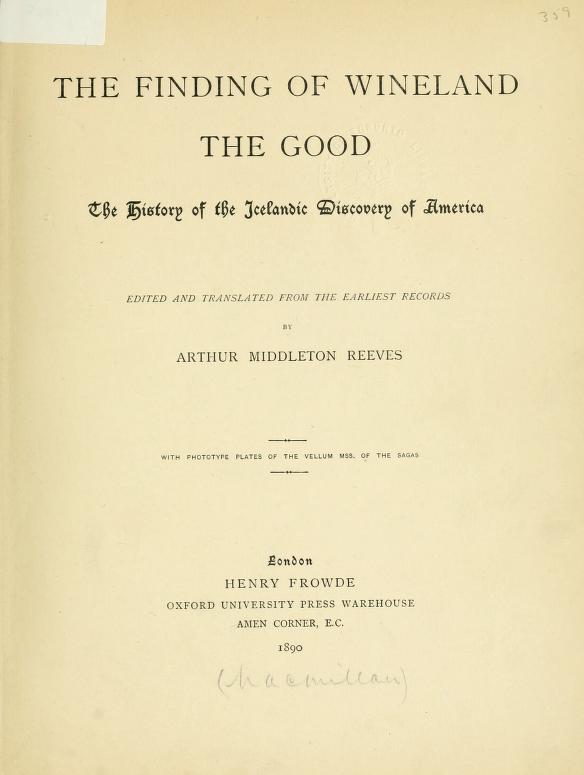 359
THE FINDING OF WINELAND
THE GOOD
The History of the Icelandic Discovery of America
EDITED AND TRANSLATED FROM THE EARLIEST RECORDS
BY
ARTHUR MIDDLETON REEVES
WITH PHOTOTYPE PLATES OF THE VELLUM MSS. OF THE SAGAS
London
HENRY FROWDE
OXFORD UNIVERSITY PRESS WAREHOUSE
AMEN CORNER, E.C.
1890
(Macmillan)